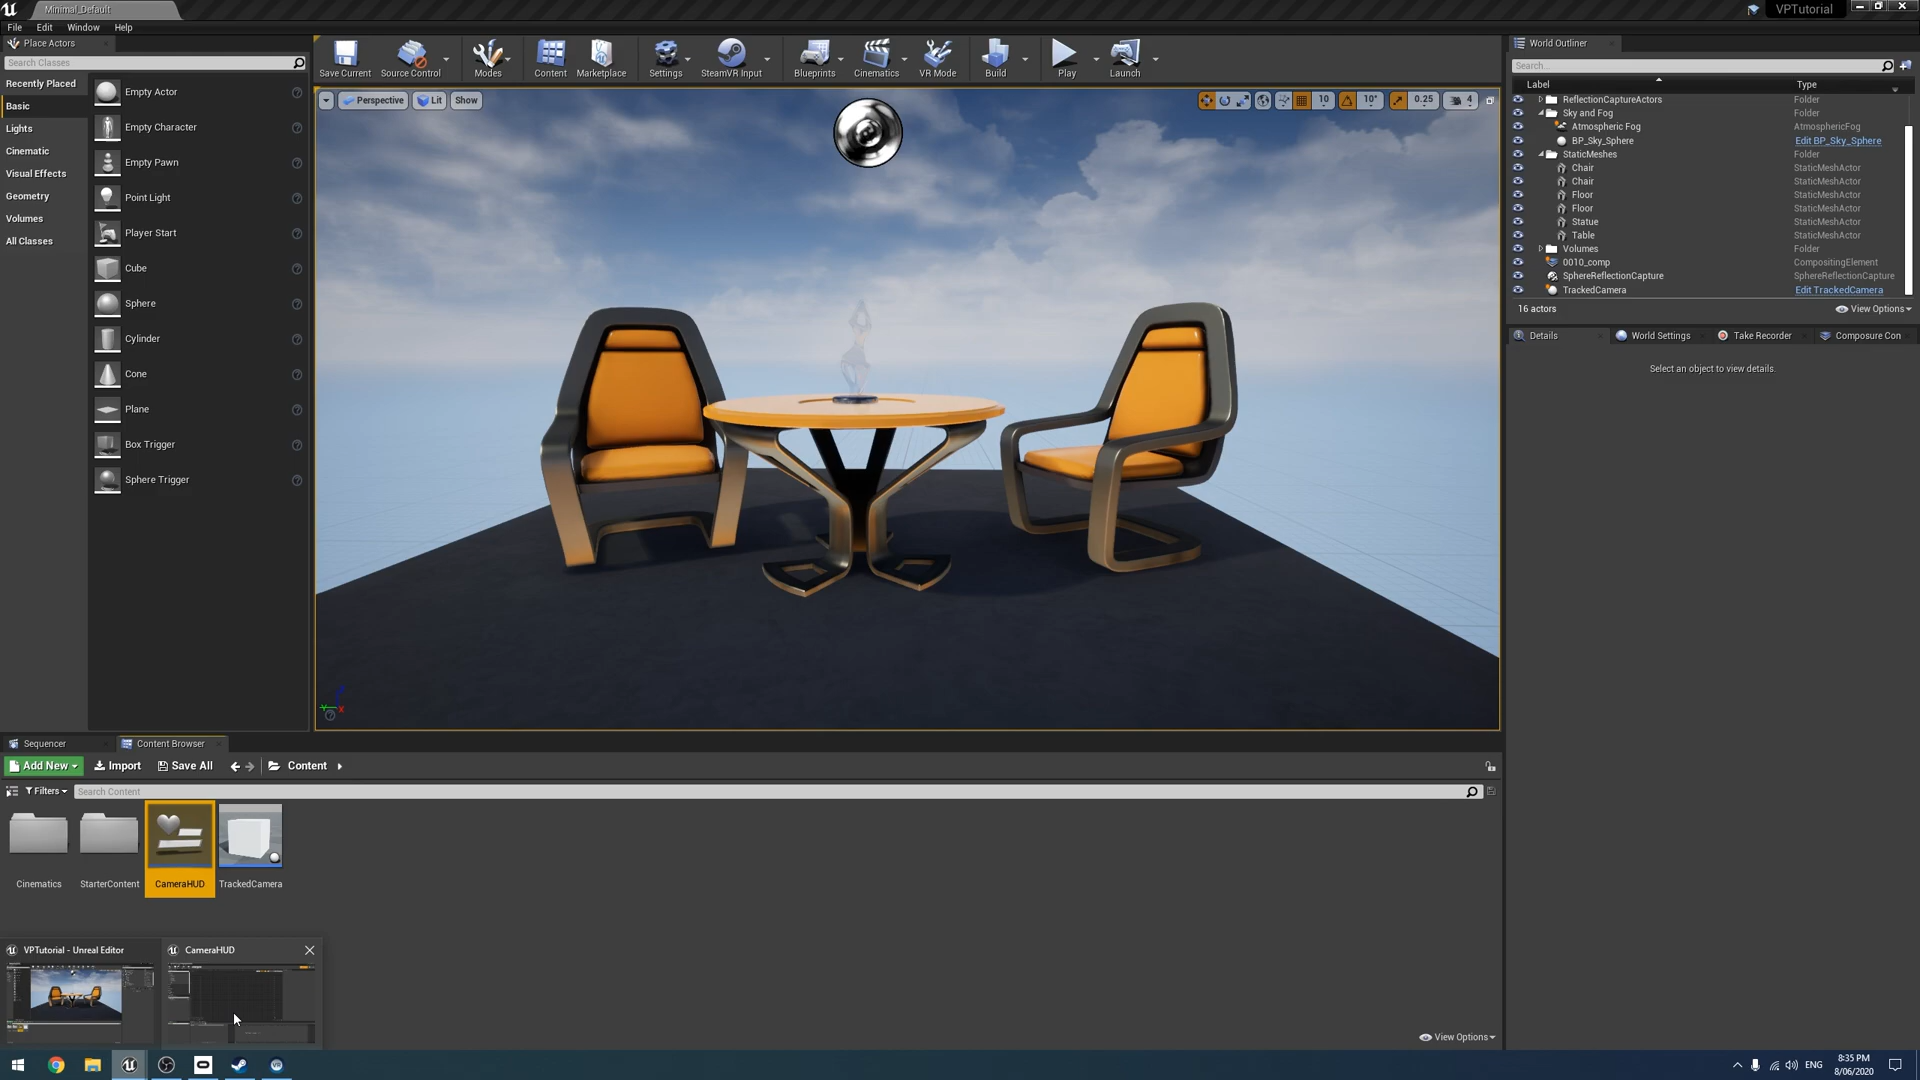 Minimal_Default
VPTutorial
File Edit Window Help
Place Actors
Search Classes
Recently Placed
Basic
Lights
Cinematic
Visual Effects
Geometry
Volumes
All Classes
Empty Actor
Empty Character
Empty Pawn
Point Light
Player Start
Cube
Sphere
Cylinder
Cone
Plane
Box Trigger
Sphere Trigger
Save Current Source Control Modes Content Marketplace Settings SteamVR Input Blueprints Cinematics VR Mode Build Play Launch
Perspective Lit Show
10 10° 0.25 4
World Outliner
Search...
Label Type
ReflectionCaptureActors Folder
Sky and Fog Folder
Atmospheric Fog AtmosphericFog
BP_Sky_Sphere Edit BP_Sky_Sphere
StaticMeshes Folder
Chair StaticMeshActor
Chair StaticMeshActor
Floor StaticMeshActor
Floor StaticMeshActor
Statue StaticMeshActor
Table StaticMeshActor
Volumes Folder
0010_comp CompositingElement
SphereReflectionCapture SphereReflectionCapture
TrackedCamera Edit TrackedCamera
16 actors View Options
Details World Settings Take Recorder Composure Con
Select an object to view details.
Sequencer Content Browser
Add New Import Save All Content
Filters Search Content
Cinematics StarterContent CameraHUD TrackedCamera
VPTutorial - Unreal Editor CameraHUD
View Options
ENG
8:35 PM
8/06/2020